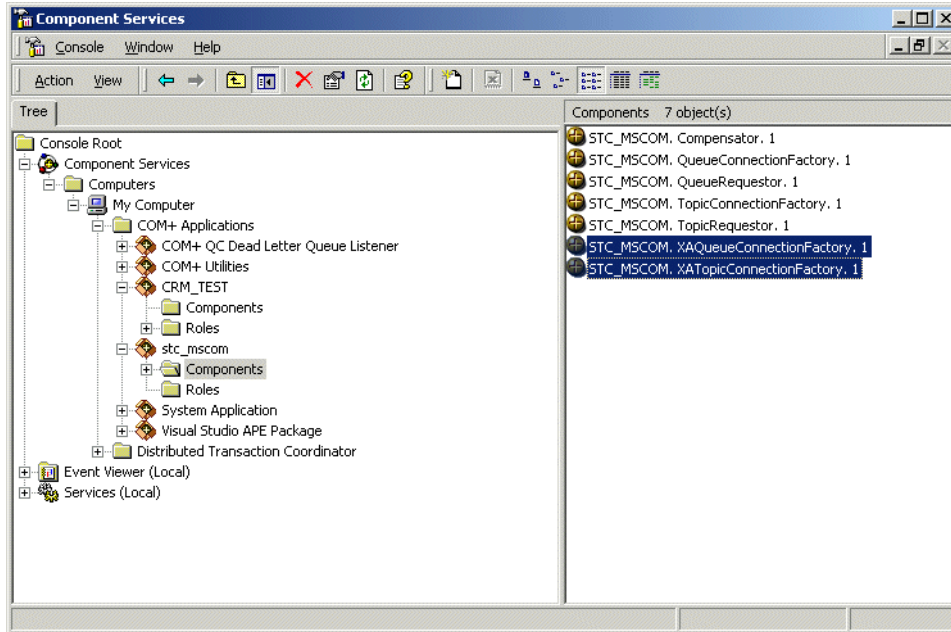 Component Services
Console Window Help
Action View
Tree
Components 7 object(s)
Console Root
Component Services
Computers
My Computer
COM+ Applications
COM+ QC Dead Letter Queue Listener
COM+ Utilities
CRM_TEST
Components
Roles
stc_mscom
Components
Roles
System Application
Visual Studio APE Package
Distributed Transaction Coordinator
Event Viewer (Local)
Services (Local)
STC_MSCOM. Compensator. 1
STC_MSCOM. QueueConnectionFactory. 1
STC_MSCOM. QueueRequestor. 1
STC_MSCOM. TopicConnectionFactory. 1
STC_MSCOM. TopicRequestor. 1
STC_MSCOM. XAQueueConnectionFactory. 1
STC_MSCOM. XATopicConnectionFactory. 1